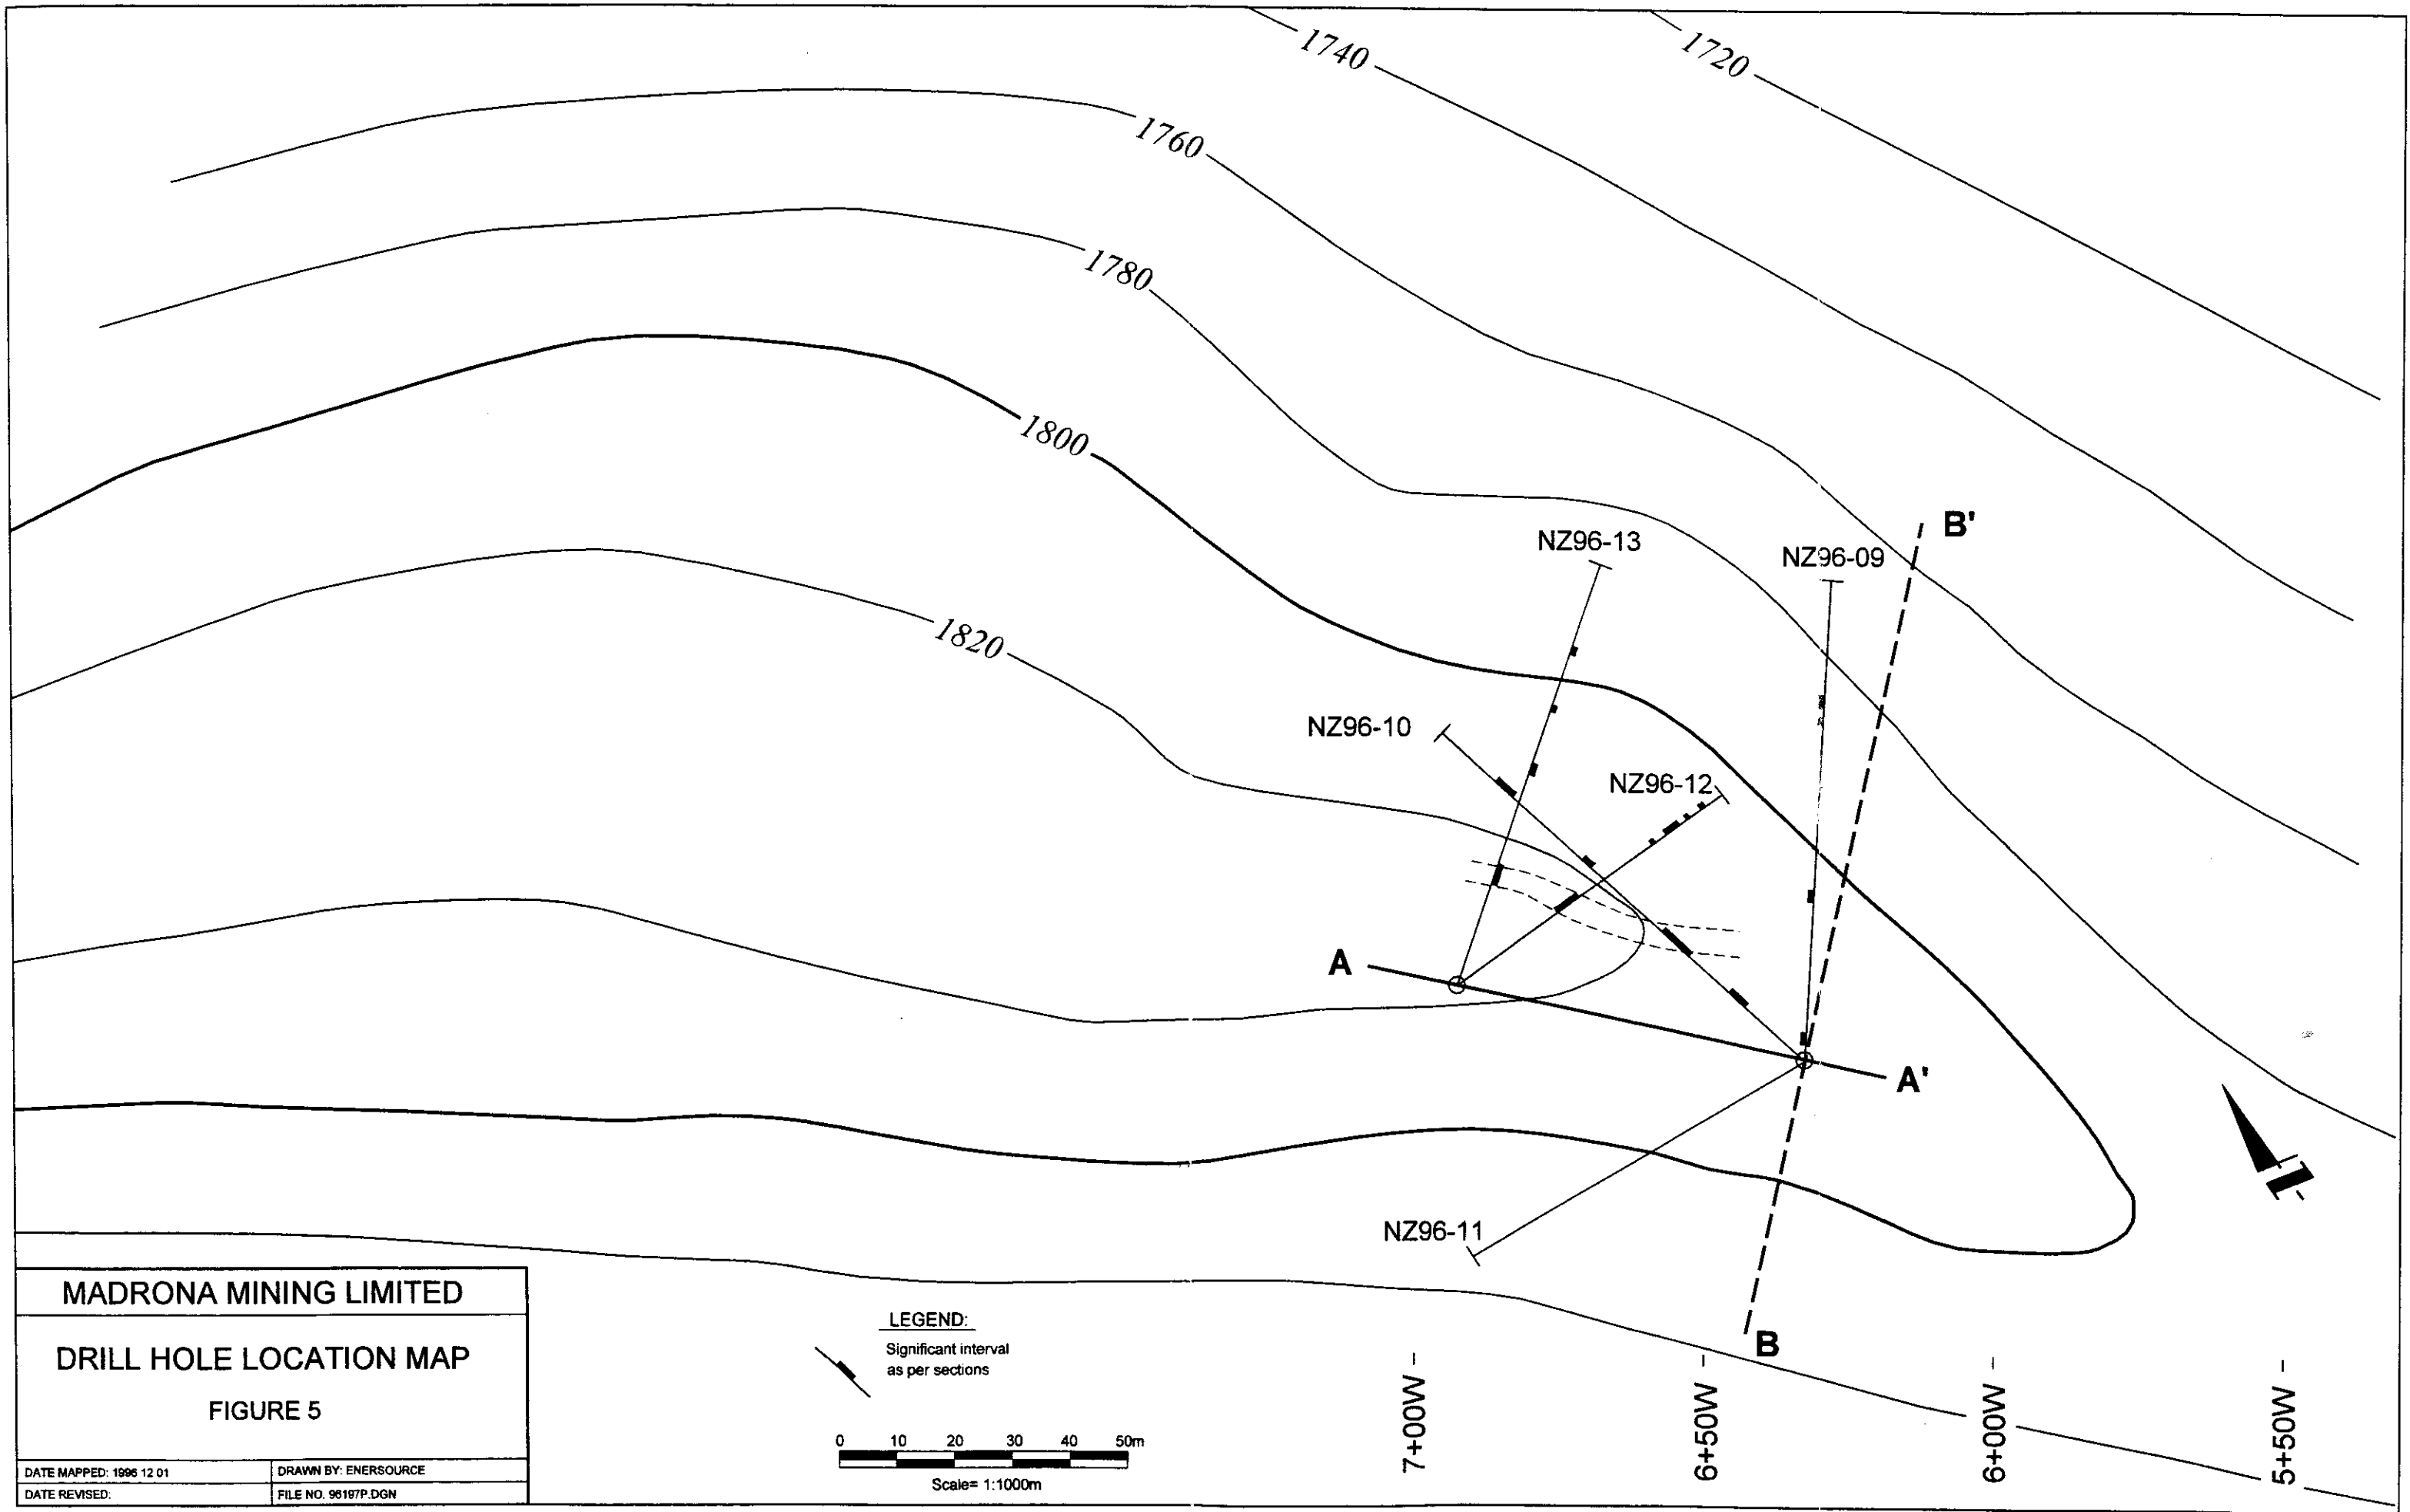 1740
1720
1760
1780
1800
1820
NZ96-13
NZ96-09
B'
NZ96-10
NZ96-12
A
A'
NZ96-11
B
MADRONA MINING LIMITED
DRILL HOLE LOCATION MAP
FIGURE 5
DATE MAPPED: 1996 12 01
DRAWN BY: ENERSOURCE
DATE REVISED:
FILE NO. 96197P.DGN
LEGEND:
Significant interval
as per sections
0 10 20 30 40 50m
Scale= 1:1000m
7+00W
6+50W
6+00W
5+50W